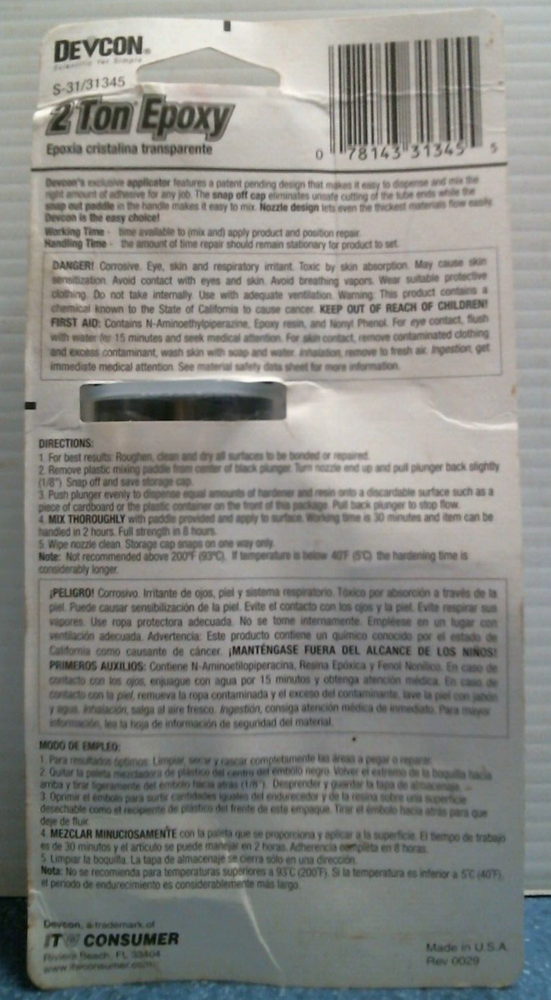 DEVCON®
S-31/31345
2 Ton Epoxy
Epoxia cristalina transparente
0 78143 31345 5
Devcon's exclusive applicator features a patent pending design that makes it easy to dispense and mix the
right amount of adhesive for any job. The snap off cap eliminates unsafe cutting of the tube ends while the
snap out paddle in the handle makes it easy to mix. Nozzle design lets even the thickest materials flow easily.
Devcon is the easy choice!
Working Time - time available to (mix and) apply product and position repair.
Handling Time - the amount of time repair should remain stationary for product to set.
DANGER! Corrosive. Eye, skin and respiratory irritant. Toxic by skin absorption. May cause skin
sensitization. Avoid contact with eyes and skin. Avoid breathing vapors. Wear suitable protective
clothing. Do not take internally. Use with adequate ventilation. Warning: This product contains a
chemical known to the State of California to cause cancer. KEEP OUT OF REACH OF CHILDREN!
FIRST AID: Contains N-Aminoethylpiperazine, Epoxy resin, and Nonyl Phenol. For eye contact, flush
with water for 15 minutes and seek medical attention. For skin contact, remove contaminated clothing
and excess contaminant, wash skin with soap and water. Inhalation, remove to fresh air. Ingestion, get
immediate medical attention. See material safety data sheet for more information.
DIRECTIONS:
1. For best results: Roughen, clean and dry all surfaces to be bonded or repaired.
2. Remove plastic mixing paddle from center of black plunger. Turn nozzle end up and pull plunger back slightly
(1/8"). Snap off and save storage cap.
3. Push plunger evenly to dispense equal amounts of hardener and resin onto a discardable surface such as a
piece of cardboard or the plastic container on the front of this package. Pull back plunger to stop flow.
4. MIX THOROUGHLY with paddle provided and apply to surface. Working time is 30 minutes and item can be
handled in 2 hours. Full strength in 8 hours.
5. Wipe nozzle clean. Storage cap snaps on one way only.
Note: Not recommended above 200°F (93°C). If temperature is below 40°F (5°C) the hardening time is
considerably longer.
¡PELIGRO! Corrosivo. Irritante de ojos, piel y sistema respiratorio. Tóxico por absorción a través de la
piel. Puede causar sensibilización de la piel. Evite el contacto con los ojos y la piel. Evite respirar sus
vapores. Use ropa protectora adecuada. No se tome internamente. Empléese en un lugar con
ventilación adecuada. Advertencia: Este producto contiene un químico conocido por el estado de
California como causante de cáncer. ¡MANTÉNGASE FUERA DEL ALCANCE DE LOS NIÑOS!
PRIMEROS AUXILIOS: Contiene N-Aminoetilopiperacina, Resina Epóxica y Fenol Nonílico. En caso de
contacto con los ojos, enjuague con agua por 15 minutos y obtenga atención médica. En caso de
contacto con la piel, remueva la ropa contaminada y el exceso del contaminante, lave la piel con jabón
y agua. Inhalación, salga al aire fresco. Ingestión, consiga atención médica de inmediato. Para mayor
información, lea la hoja de información de seguridad del material.
MODO DE EMPLEO:
1. Para resultados óptimos: Limpiar, secar y rascar completamente las áreas a pegar o reparar.
2. Quitar la paleta mezcladora de plástico del centro del émbolo negro. Volver el extremo de la boquilla hacia
arriba y tirar ligeramente del émbolo hacia atrás (1/8"). Desprender y guardar la tapa de almacenaje.
3. Oprimir el émbolo para surtir cantidades iguales del endurecedor y de la resina sobre una superficie
desechable como el recipiente de plástico del frente de este empaque. Tirar el émbolo hacia atrás para que
deje de fluir.
4. MEZCLAR MINUCIOSAMENTE con la paleta que se proporciona y aplicar a la superficie. El tiempo de trabajo
es de 30 minutos y el artículo se puede manejar en 2 horas. Adherencia completa en 8 horas.
5. Limpiar la boquilla. La tapa de almacenaje se cierra sólo en una dirección.
Nota: No se recomienda para temperaturas superiores a 93°C (200°F). Si la temperatura es inferior a 5°C (40°F),
el período de endurecimiento es considerablemente más largo.
Devcon, a trademark of
ITW CONSUMER
Riviera Beach, FL 33404
www.itwconsumer.com
Made in U.S.A.
Rev 0029